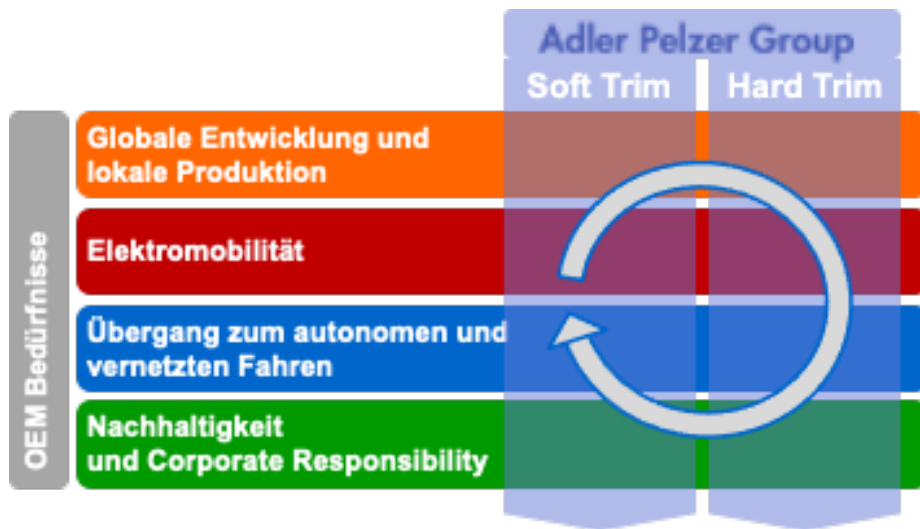 Adler Pelzer Group
Soft Trim
Hard Trim
OEM Bedürfnisse
Globale Entwicklung und
lokale Produktion
Elektromobilität
Übergang zum autonomen und
vernetzten Fahren
Nachhaltigkeit
und Corporate Responsibility